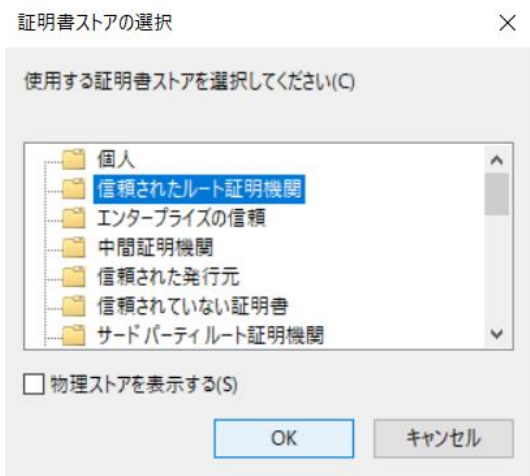 証明書ストアの選択
使用する証明書ストアを選択してください(C)
個人
信頼されたルート証明機関
エンタープライズの信頼
中間証明機関
信頼された発行元
信頼されていない証明書
サード パーティ ルート証明機関
物理ストアを表示する(S)
OK キャンセル